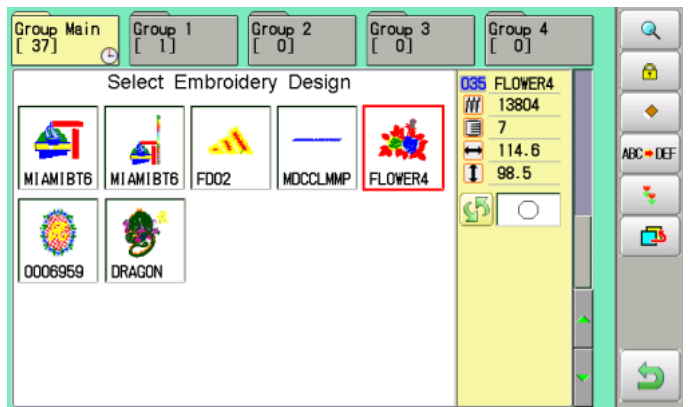 Group Main
[ 37]
Group 1
[ 1]
Group 2
[ 0]
Group 3
[ 0]
Group 4
[ 0]
Select Embroidery Design
035 FLOWER4
13804
7
114.6
98.5
MIAMIBT6
MIAMIBT6
FD02
MDCCLMMP
FLOWER4
0006959
DRAGON
ABC DEF